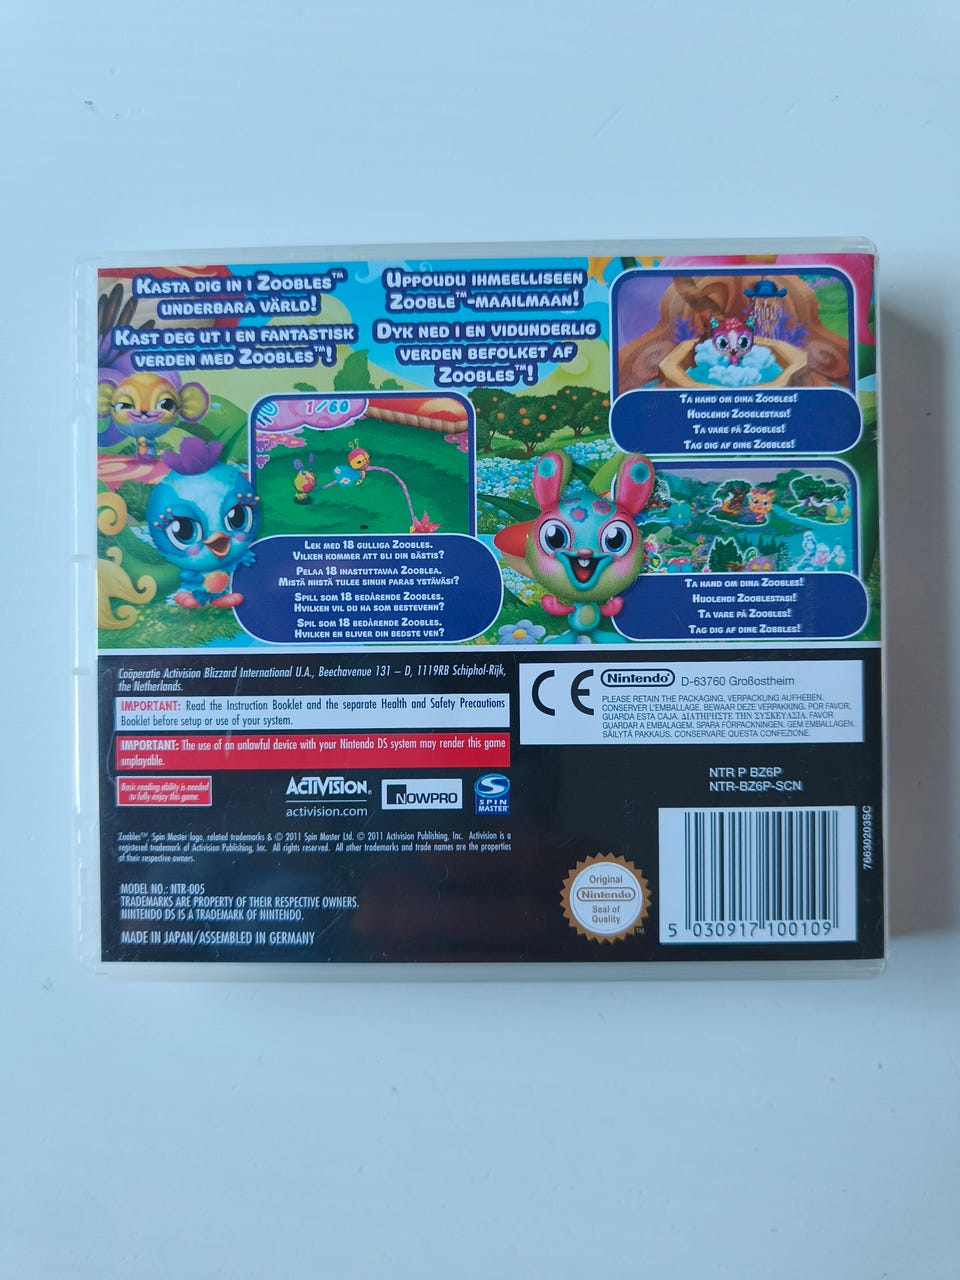 Kasta dig in i Zoobles™
underbara värld!
Kast deg ut i en fantastisk
verden med Zoobles™!
Uppoudu ihmeelliseen
Zooble™-maailmaan!
Dyk ned i en vidunderlig
verden befolket af
Zoobles™!
1/60
Lek med 18 gulliga Zoobles.
Vilken kommer att bli din bästis?
Pelaa 18 ihastuttavaa Zooblea.
Mistä niistä tulee sinun paras ystäväsi?
Spill som 18 bedårende Zoobles.
Hvilken vil du ha som bestevenn?
Spil som 18 bedårende Zoobles.
Hvilken en bliver din bedste ven?
Ta hand om dina Zoobles!
Huolehdi Zooblestasi!
Ta vare på Zoobles!
Tag dig af dine Zobbles!
Ta hand om dina Zoobles!
Huolehdi Zooblestasi!
Ta vare på Zoobles!
Tag dig af dine Zobbles!
Coöperatie Activision Blizzard International U.A., Beechavenue 131 – D, 1119RB Schiphol-Rijk,
the Netherlands.
IMPORTANT: Read the Instruction Booklet and the separate Health and Safety Precautions
Booklet before setup or use of your system.
IMPORTANT: The use of an unlawful device with your Nintendo DS system may render this game
unplayable.
Basic reading ability is needed
to fully enjoy this game.
ACTIVISION®
activision.com
NOWPRO
SPIN
MASTER™
Zoobles™, Spin Master logo, related trademarks & © 2011 Spin Master Ltd. © 2011 Activision Publishing, Inc. Activision is a
registered trademark of Activision Publishing, Inc. All rights reserved. All other trademarks and trade names are the properties
of their respective owners.
MODEL NO.: NTR-005
TRADEMARKS ARE PROPERTY OF THEIR RESPECTIVE OWNERS.
NINTENDO DS IS A TRADEMARK OF NINTENDO.
MADE IN JAPAN/ASSEMBLED IN GERMANY
CE
Nintendo® D-63760 Großostheim
PLEASE RETAIN THE PACKAGING. VERPACKUNG AUFHEBEN.
CONSERVER L'EMBALLAGE. BEWAAR DEZE VERPAKKING. POR FAVOR,
GUARDA ESTA CAJA. ΔΙΑΤΗΡΗΣΤΕ ΤΗΝ ΣΥΣΚΕΥΑΣΙΑ. FAVOR
GUARDAR A EMBALAGEM. SPARA FÖRPACKNINGEN. GEM EMBALLAGEN.
SÄILYTÄ PAKKAUS. CONSERVARE QUESTA CONFEZIONE.
NTR P BZ6P
NTR-BZ6P-SCN
76630203SC
Original
Nintendo
Seal of
Quality
TM
5 030917 100109